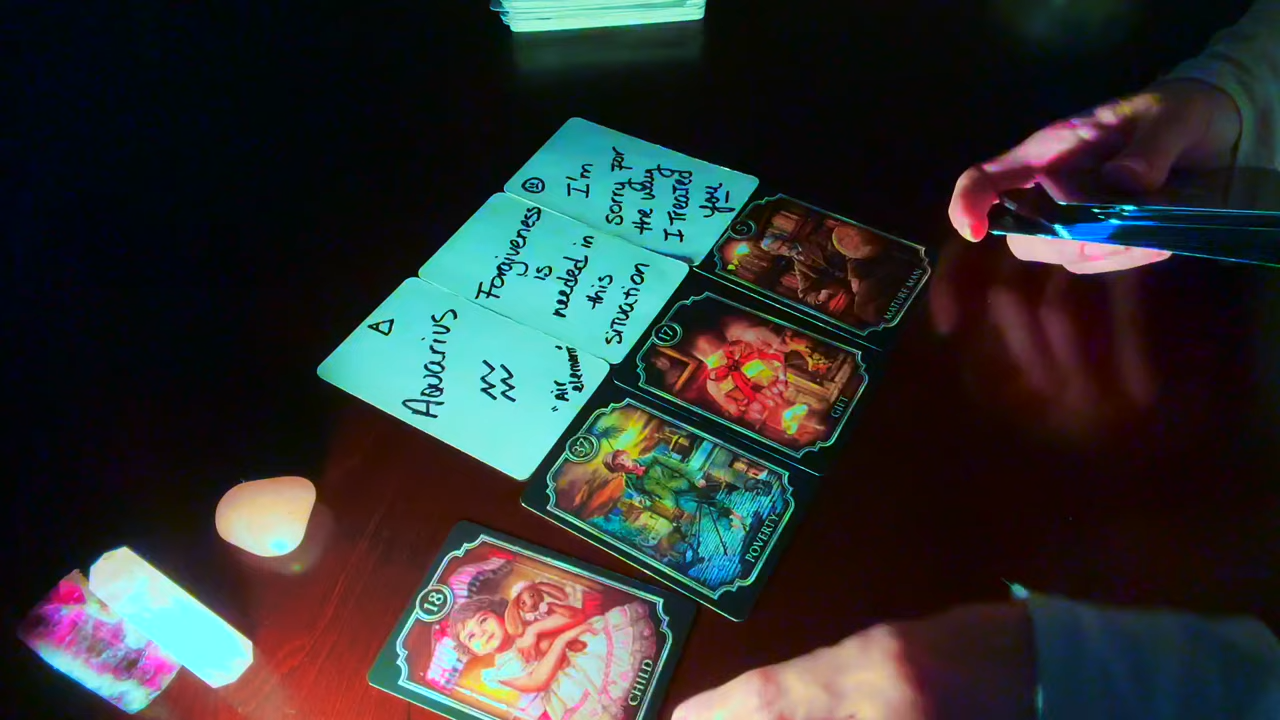 I'm
sorry for
the way
I Treated
you-
Forgiveness
is
needed in
this
situation
Aquarius
"Air
element"
5
MATURE MAN
17
GIFT
37
POVERTY
18
CHILD